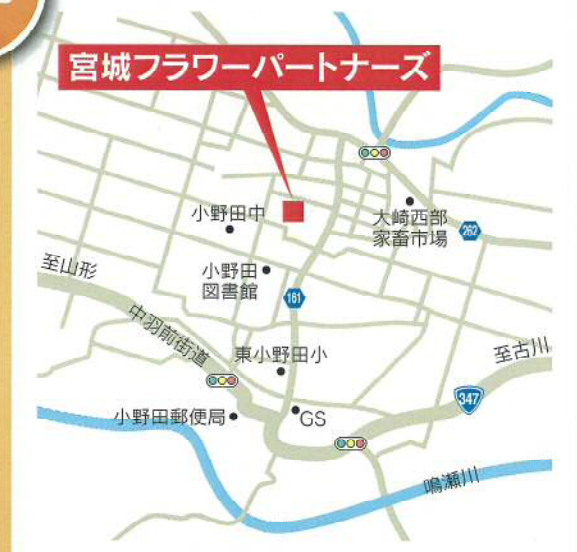 宮城フラワーパートナーズ
小野田中
大崎西部
家畜市場
262
至山形
小野田
図書館
161
中羽前街道
東小野田小
至古川
347
小野田郵便局
GS
鳴瀬川